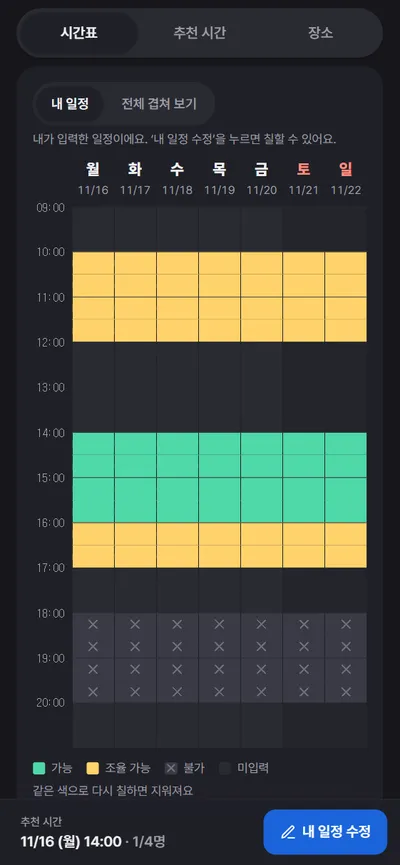 시간표 추천 시간 장소
내 일정 전체 겹쳐 보기
내가 입력한 일정이에요. '내 일정 수정'을 누르면 칠할 수 있어요.
월 화 수 목 금 토 일
11/16 11/17 11/18 11/19 11/20 11/21 11/22
09:00
10:00
11:00
12:00
13:00
14:00
15:00
16:00
17:00
18:00
19:00
20:00
가능 조율 가능 불가 미입력
같은 색으로 다시 칠하면 지워져요
추천 시간
11/16 (월) 14:00 · 1/4명
내 일정 수정